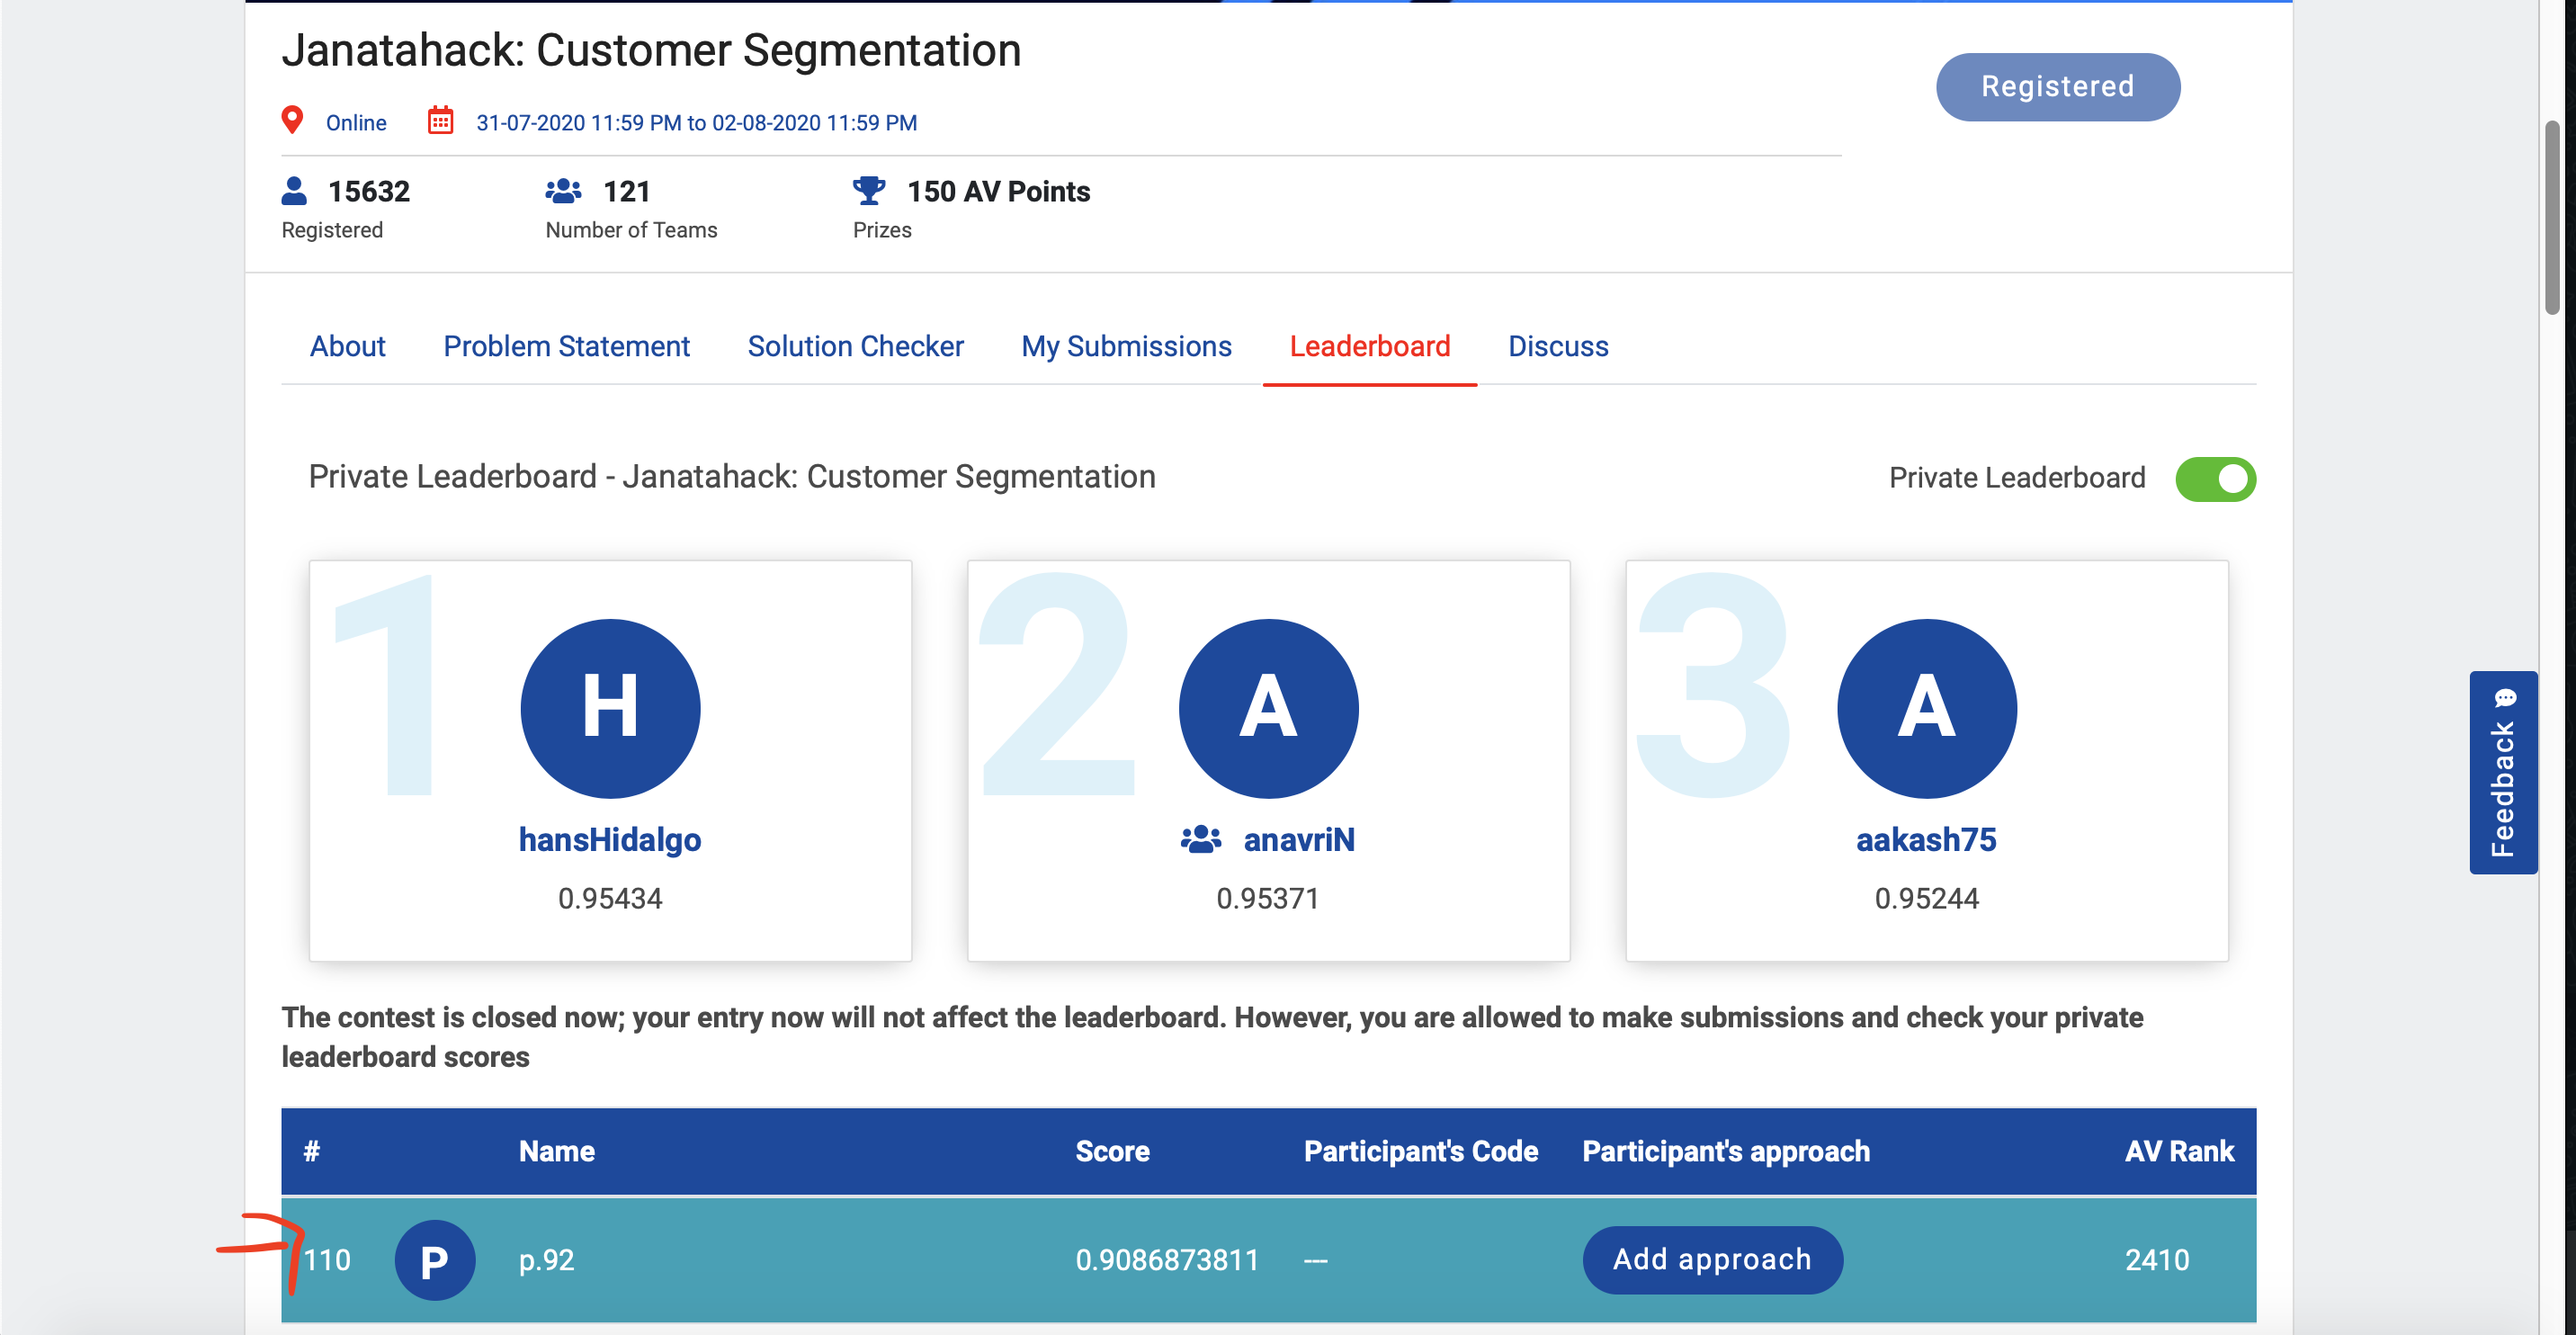 Janatahack: Customer Segmentation
Registered
Online 31-07-2020 11:59 PM to 02-08-2020 11:59 PM
15632 121 150 AV Points
Registered Number of Teams Prizes
About Problem Statement Solution Checker My Submissions Leaderboard Discuss
Private Leaderboard - Janatahack: Customer Segmentation Private Leaderboard
1 2 3
H A A
hansHidalgo anavriN aakash75
0.95434 0.95371 0.95244
Feedback
The contest is closed now; your entry now will not affect the leaderboard. However, you are allowed to make submissions and check your private
leaderboard scores
# Name Score Participant's Code Participant's approach AV Rank
110 P p.92 0.9086873811 --- Add approach 2410